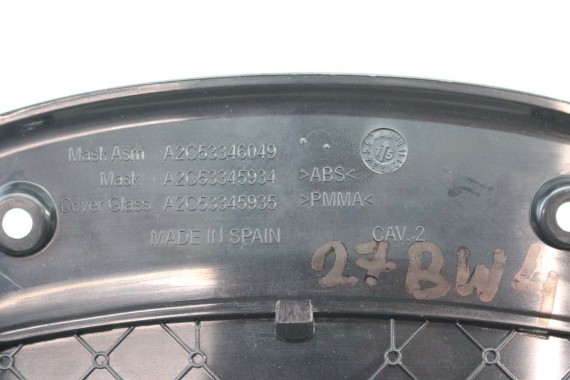 Mask Asm A2C53346049
Mask A2C53345934 >ABS<
Cover Glass A2C53345935 >PMMA<
MADE IN SPAIN CAV. 2
27BW4